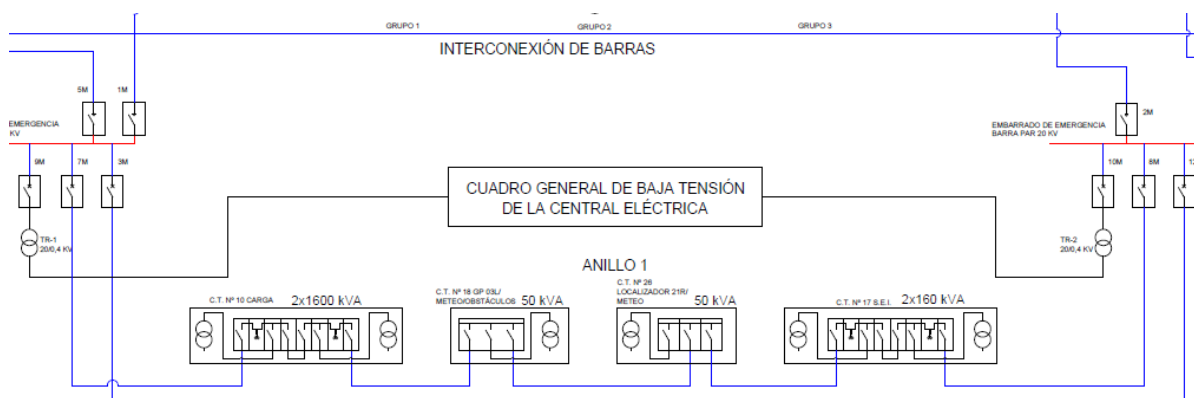 GRUPO 1
GRUPO 2
GRUPO 3
INTERCONEXIÓN DE BARRAS
5M
1M
2M
EMERGENCIA
KV
EMBARRADO DE EMERGENCIA
BARRA PAR 20 KV
9M
7M
3M
10M
8M
12
CUADRO GENERAL DE BAJA TENSIÓN
DE LA CENTRAL ELÉCTRICA
TR-1
20/0,4 KV
TR-2
20/0,4 KV
ANILLO 1
C.T. Nº 10 CARGA
2x1600 kVA
C.T. Nº 18 GP 03L/
METEO/OBSTÁCULOS
50 kVA
C.T. Nº 26
LOCALIZADOR 21R/
METEO
50 kVA
C.T. Nº 17 S.E.I.
2x160 kVA